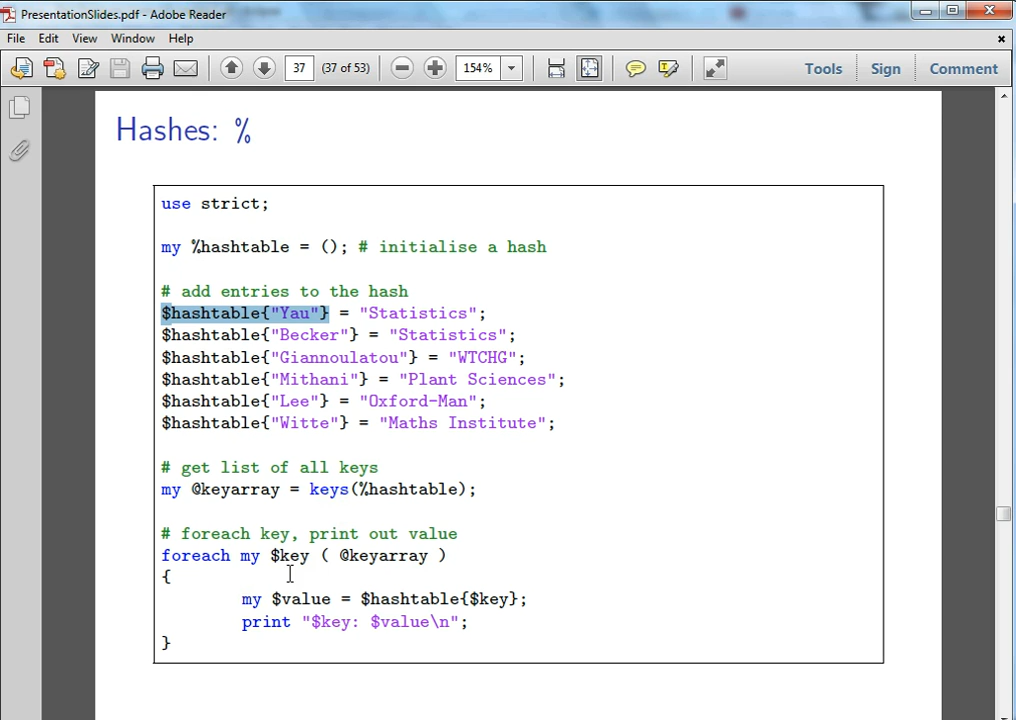 PresentationSlides.pdf - Adobe Reader
File Edit View Window Help
37 (37 of 53) 154% Tools Sign Comment
Hashes: %
use strict;
my %hashtable = (); # initialise a hash
# add entries to the hash
$hashtable{"Yau"} = "Statistics";
$hashtable{"Becker"} = "Statistics";
$hashtable{"Giannoulatou"} = "WTCHG";
$hashtable{"Mithani"} = "Plant Sciences";
$hashtable{"Lee"} = "Oxford-Man";
$hashtable{"Witte"} = "Maths Institute";
# get list of all keys
my @keyarray = keys(%hashtable);
# foreach key, print out value
foreach my $key ( @keyarray )
{
my $value = $hashtable{$key};
print "$key: $value\n";
}